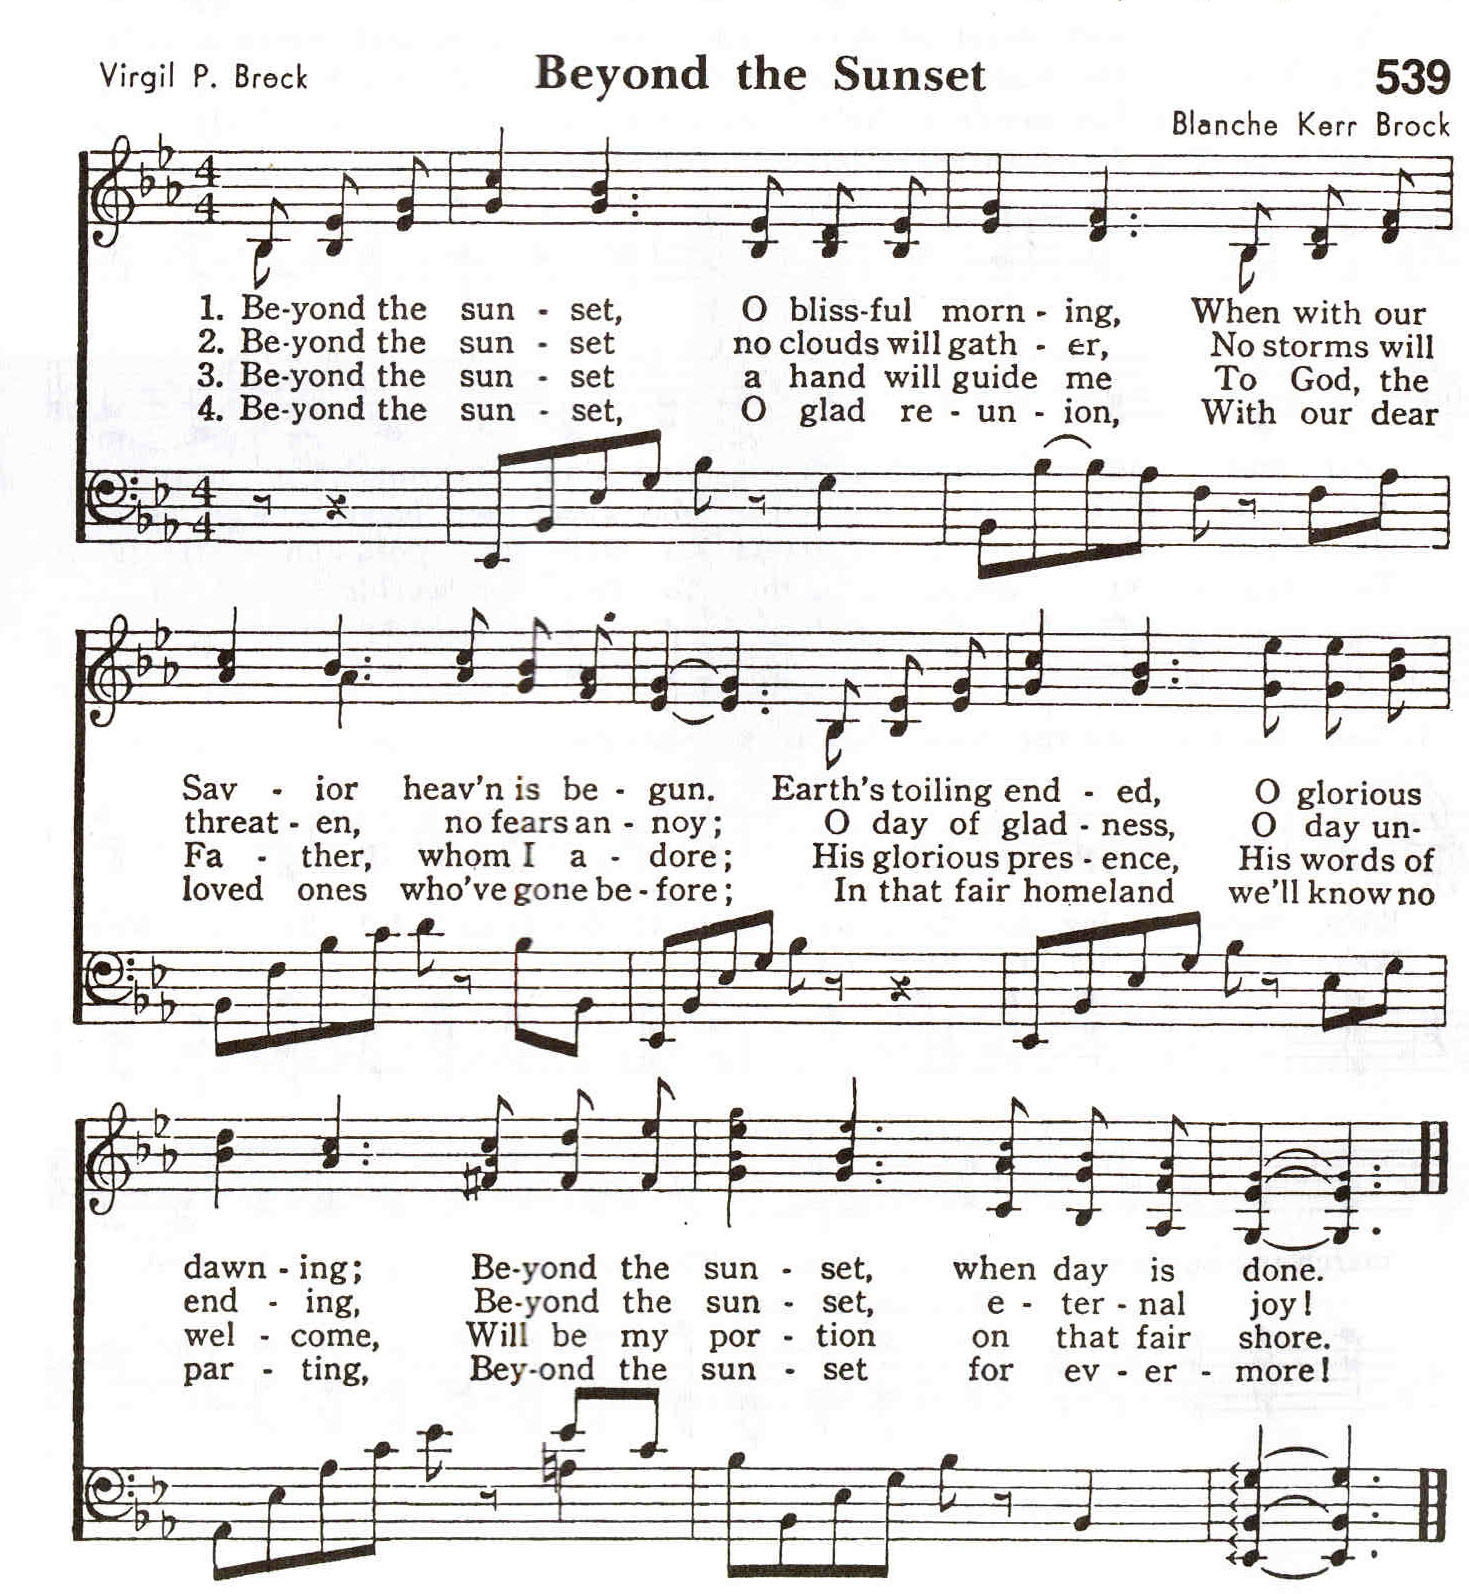 Virgil P. Brock Beyond the Sunset 539
Blanche Kerr Brock
1. Be-yond the sun - set, O bliss-ful morn - ing, When with our
2. Be-yond the sun - set no clouds will gath - er, No storms will
3. Be-yond the sun - set a hand will guide me To God, the
4. Be-yond the sun - set, O glad re - un - ion, With our dear
Sav - ior heav'n is be - gun. Earth's toiling end - ed, O glorious
threat - en, no fears an - noy; O day of glad - ness, O day un-
Fa - ther, whom I a - dore; His glorious pres - ence, His words of
loved ones who've gone be - fore; In that fair homeland we'll know no
dawn - ing; Be-yond the sun - set, when day is done.
end - ing, Be-yond the sun - set, e - ter - nal joy!
wel - come, Will be my por - tion on that fair shore.
par - ting, Bey-ond the sun - set for ev - er - more!